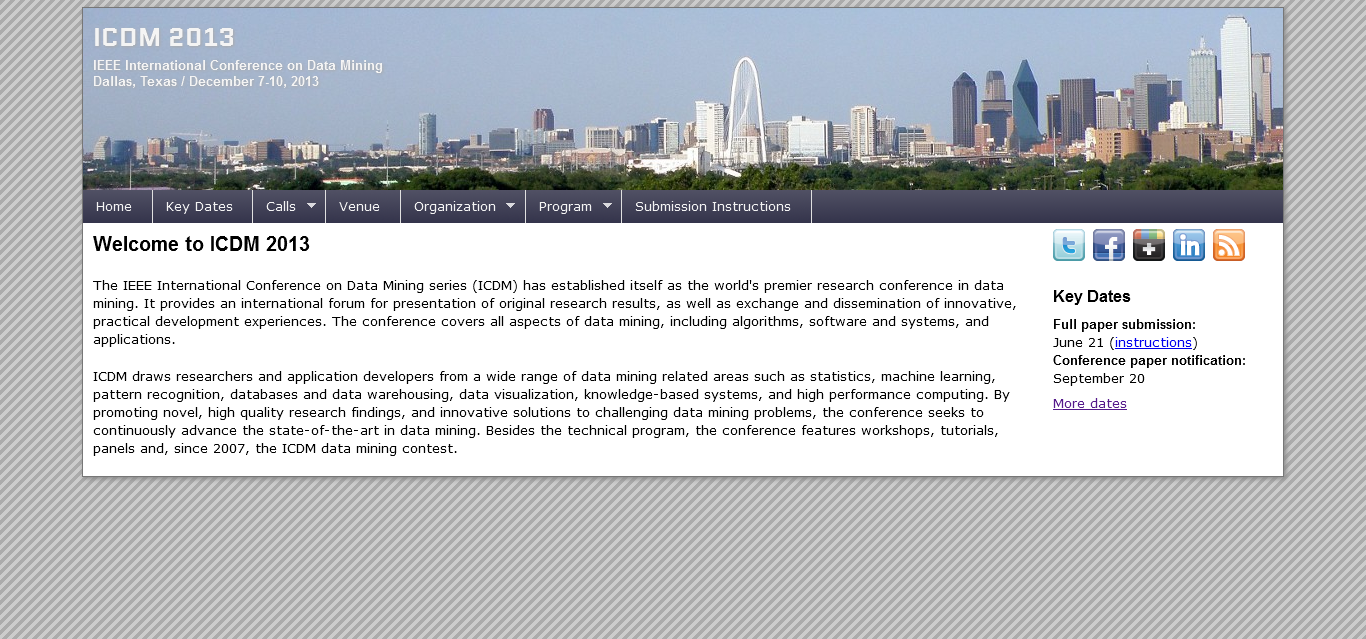 ICDM 2013
IEEE International Conference on Data Mining
Dallas, Texas / December 7-10, 2013
Home
Key Dates
Calls
Venue
Organization
Program
Submission Instructions
Welcome to ICDM 2013
The IEEE International Conference on Data Mining series (ICDM) has established itself as the world's premier research conference in data
mining. It provides an international forum for presentation of original research results, as well as exchange and dissemination of innovative,
practical development experiences. The conference covers all aspects of data mining, including algorithms, software and systems, and
applications.
ICDM draws researchers and application developers from a wide range of data mining related areas such as statistics, machine learning,
pattern recognition, databases and data warehousing, data visualization, knowledge-based systems, and high performance computing. By
promoting novel, high quality research findings, and innovative solutions to challenging data mining problems, the conference seeks to
continuously advance the state-of-the-art in data mining. Besides the technical program, the conference features workshops, tutorials,
panels and, since 2007, the ICDM data mining contest.
Key Dates
Full paper submission:
June 21 (instructions)
Conference paper notification:
September 20
More dates